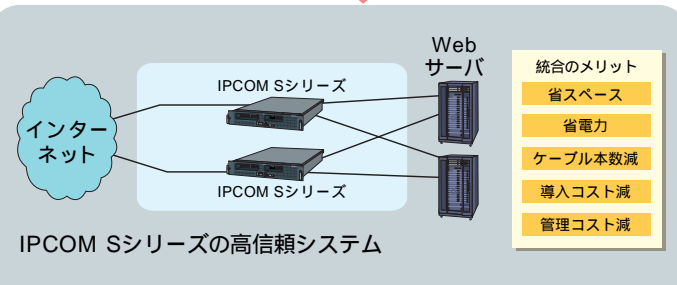 Web
サーバ
IPCOM Sシリーズ
インター
ネット
IPCOM Sシリーズ
IPCOM Sシリーズの高信頼システム
統合のメリット
省スペース
省電力
ケーブル本数減
導入コスト減
管理コスト減